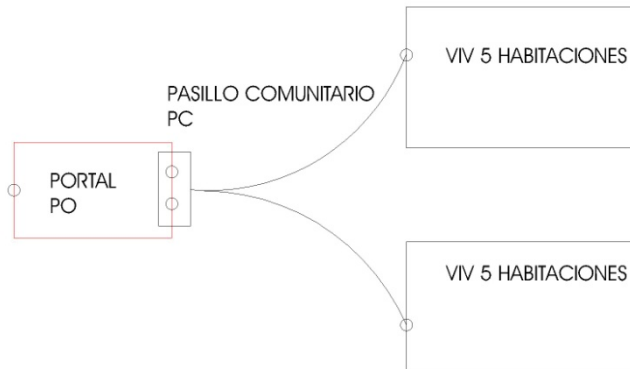 VIV 5 HABITACIONES
PASILLO COMUNITARIO
PC
PORTAL
PO
VIV 5 HABITACIONES